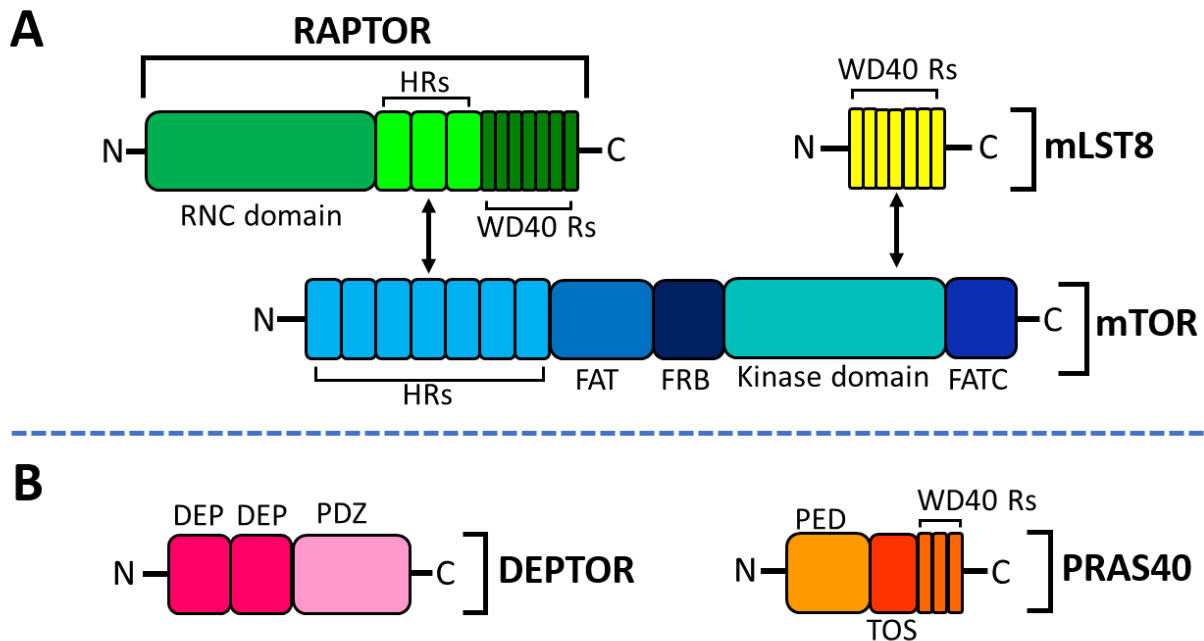 A
RAPTOR
HRs
N
C
RNC domain
WD40 Rs
WD40 Rs
N
C
mLST8
N
C
mTOR
HRs
FAT
FRB
Kinase domain
FATC
B
DEP
DEP
PDZ
N
C
DEPTOR
PED
WD40 Rs
N
C
PRAS40
TOS